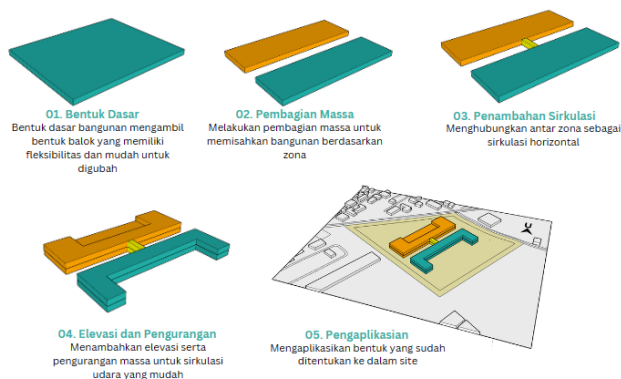 01. Bentuk Dasar
Bentuk dasar bangunan mengambil
bentuk balok yang memiliki
fleksibilitas dan mudah untuk
digubah
02. Pembagian Massa
Melakukan pembagian massa untuk
memisahkan bangunan berdasarkan
zona
03. Penambahan Sirkulasi
Menghubungkan antar zona sebagai
sirkulasi horizontal
04. Elevasi dan Pengurangan
Menambahkan elevasi serta
pengurangan massa untuk sirkulasi
udara yang mudah
U
05. Pengaplikasian
Mengaplikasikan bentuk yang sudah
ditentukan ke dalam site